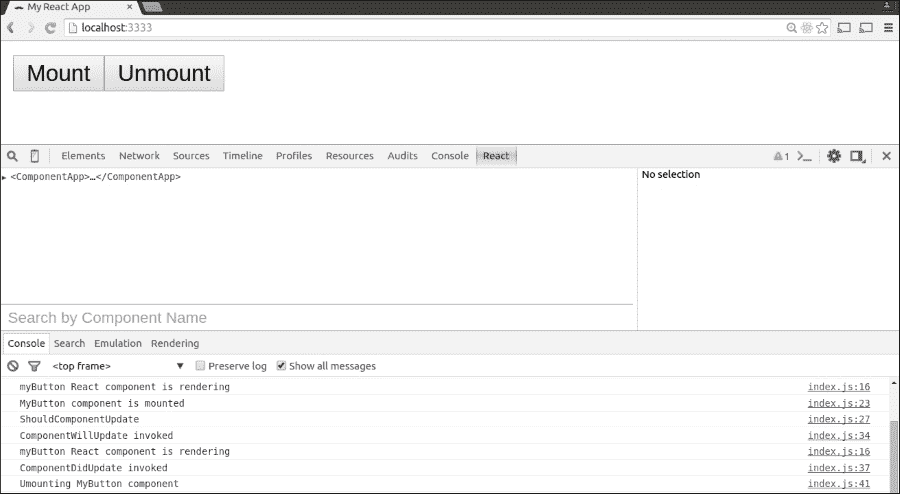 My React App
localhost:3333
Mount Unmount
Elements Network Sources Timeline Profiles Resources Audits Console React 1
<ComponentApp>…</ComponentApp>
No selection
Search by Component Name
Console Search Emulation Rendering
<top frame> Preserve log Show all messages
myButton React component is rendering index.js:16
MyButton component is mounted index.js:23
ShouldComponentUpdate index.js:27
ComponentWillUpdate invoked index.js:34
myButton React component is rendering index.js:16
ComponentDidUpdate invoked index.js:37
Umounting MyButton component index.js:41